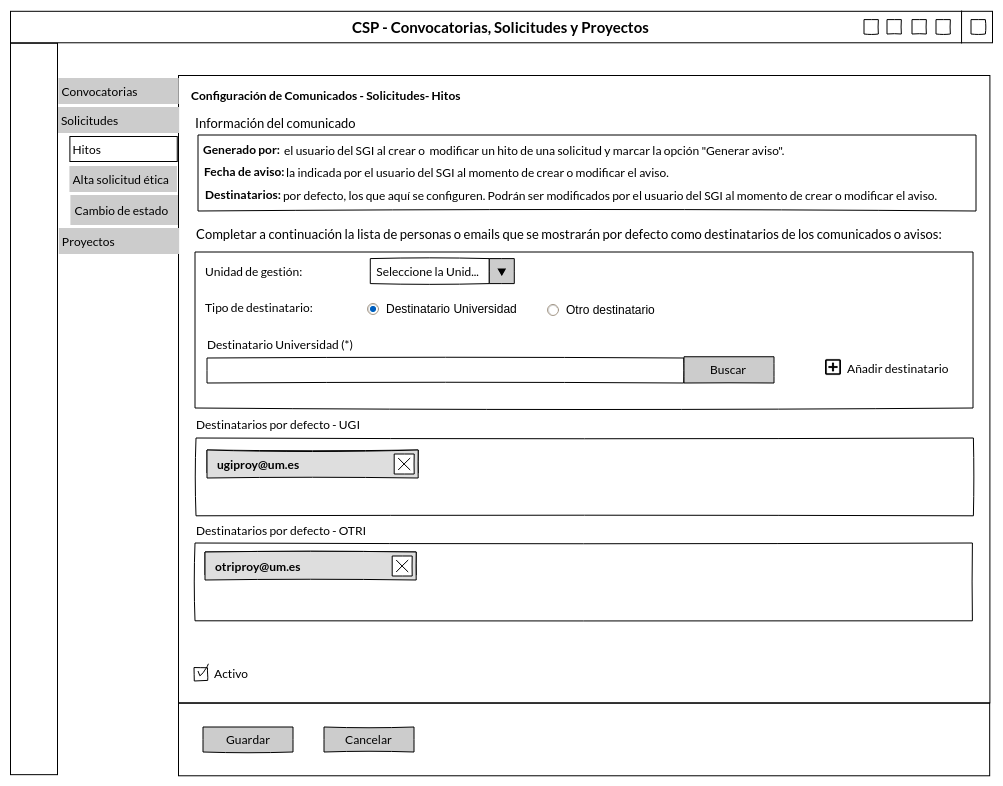 CSP - Convocatorias, Solicitudes y Proyectos
Convocatorias
Solicitudes
Hitos
Alta solicitud ética
Cambio de estado
Proyectos
Configuración de Comunicados - Solicitudes- Hitos
Información del comunicado
Generado por: el usuario del SGI al crear o modificar un hito de una solicitud y marcar la opción "Generar aviso".
Fecha de aviso: la indicada por el usuario del SGI al momento de crear o modificar el aviso.
Destinatarios: por defecto, los que aquí se configuren. Podrán ser modificados por el usuario del SGI al momento de crear o modificar el aviso.
Completar a continuación la lista de personas o emails que se mostrarán por defecto como destinatarios de los comunicados o avisos:
Unidad de gestión: Seleccione la Unid...
Tipo de destinatario: Destinatario Universidad Otro destinatario
Destinatario Universidad (*)
Buscar Añadir destinatario
Destinatarios por defecto - UGI
ugiproy@um.es
Destinatarios por defecto - OTRI
otriproy@um.es
Activo
Guardar Cancelar